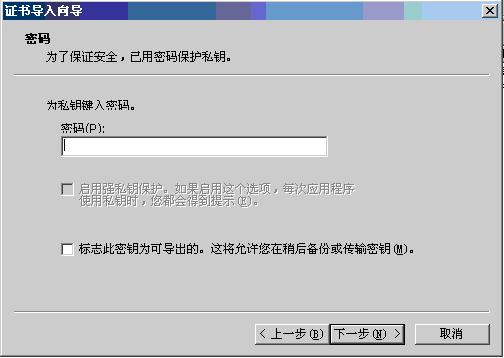 证书导入向导
密码
为了保证安全，已用密码保护私钥。
为私钥键入密码。
密码(P):
启用强私钥保护。如果启用这个选项，每次应用程序
使用私钥时，您都会得到提示(E)。
标志此密钥为可导出的。这将允许您在稍后备份或传输密钥(M)。
< 上一步(B) 下一步(N) > 取消